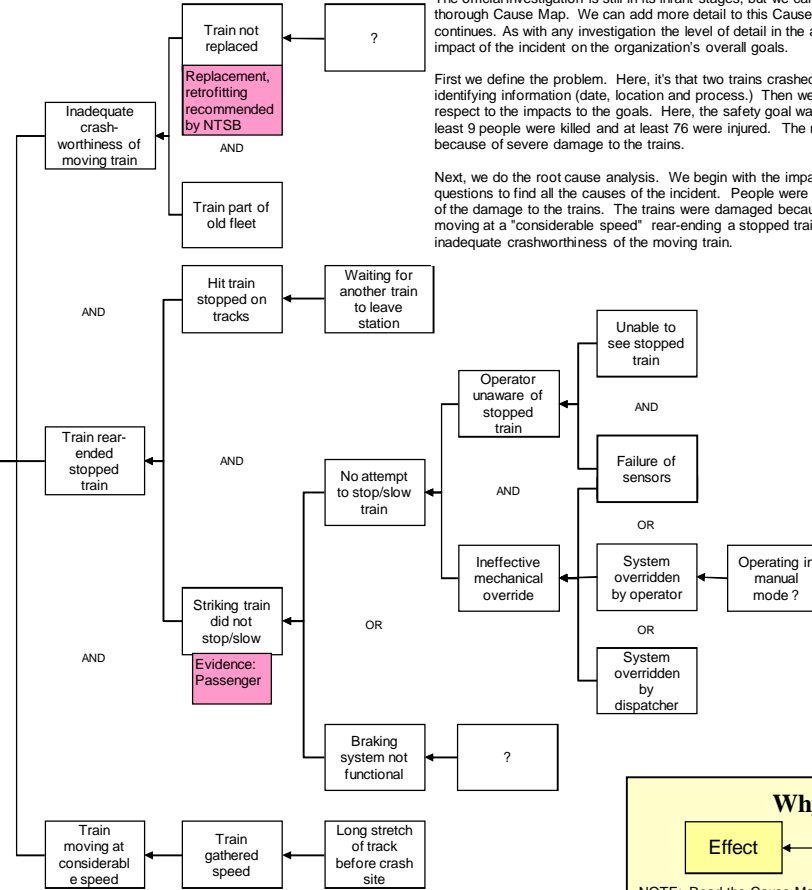 The official investigation is still in its infant stages, but we can
thorough Cause Map. We can add more detail to this Cause
continues. As with any investigation the level of detail in the a
impact of the incident on the organization's overall goals.
First we define the problem. Here, it's that two trains crashed
identifying information (date, location and process.) Then we
respect to the impacts to the goals. Here, the safety goal wa
least 9 people were killed and at least 76 were injured. The
because of severe damage to the trains.
Next, we do the root cause analysis. We begin with the impa
questions to find all the causes of the incident. People were
of the damage to the trains. The trains were damaged becau
moving at a "considerable speed" rear-ending a stopped trai
inadequate crashworthiness of the moving train.
Train not
replaced
?
Replacement,
retrofitting
recommended
by NTSB
Inadequate
crash-
worthiness of
moving train
AND
Train part of
old fleet
AND
Hit train
stopped on
tracks
Waiting for
another train
to leave
station
Unable to
see stopped
train
Operator
unaware of
stopped
train
AND
Train rear-
ended
stopped
train
AND
No attempt
to stop/slow
train
AND
Failure of
sensors
OR
Ineffective
mechanical
override
System
overridden
by operator
Operating in
manual
mode ?
Striking train
did not
stop/slow
OR
OR
Evidence:
Passenger
AND
System
overridden
by
dispatcher
Braking
system not
functional
?
Train
moving at
considerabl
e speed
Train
gathered
speed
Long stretch
of track
before crash
site
Why
Effect
NOTE: Read the Cause Ma